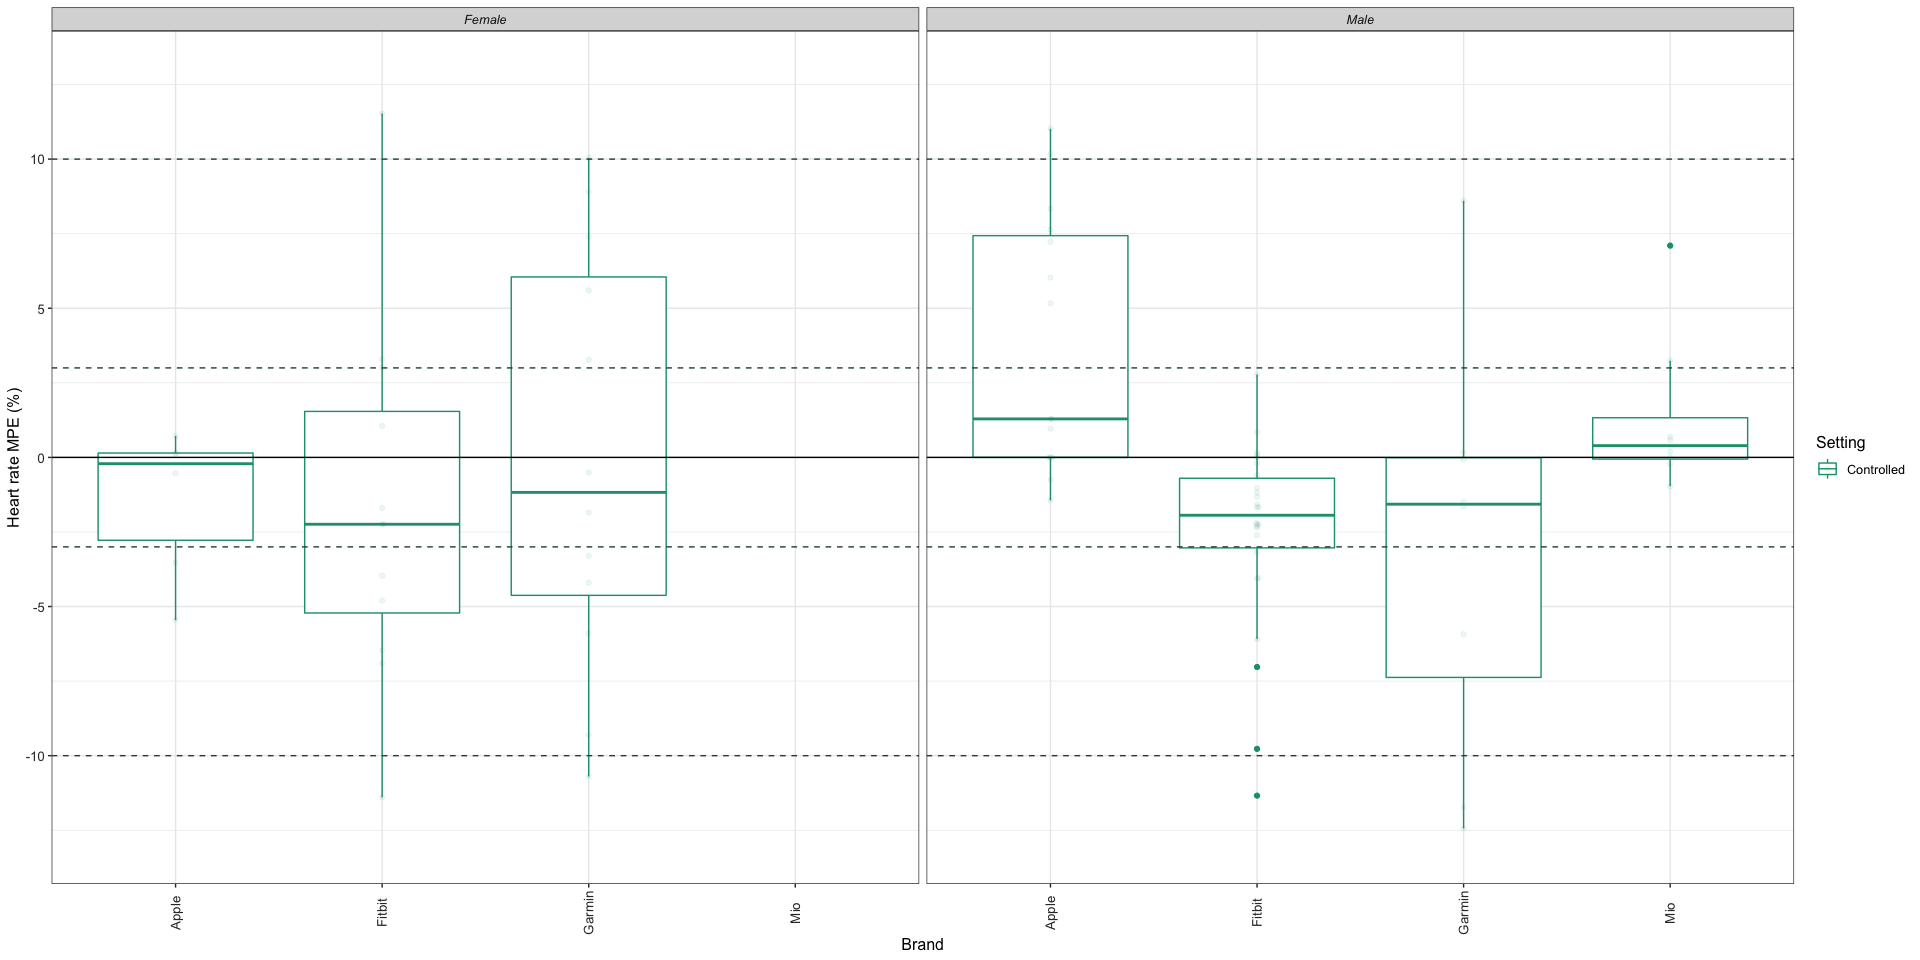 Female
Male
Heart rate MPE (%)
10
5
0
-5
-10
Apple
Fitbit
Garmin
Mio
Apple
Fitbit
Garmin
Mio
Brand
Setting
Controlled